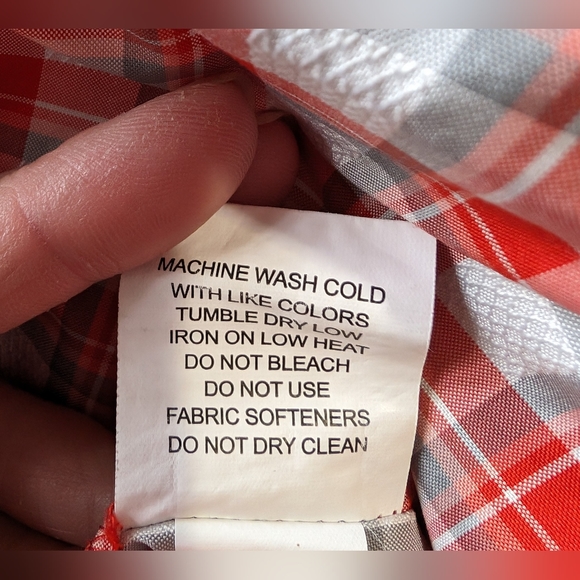 MACHINE WASH COLD
WITH LIKE COLORS
TUMBLE DRY LOW
IRON ON LOW HEAT
DO NOT BLEACH
DO NOT USE
FABRIC SOFTENERS
DO NOT DRY CLEAN